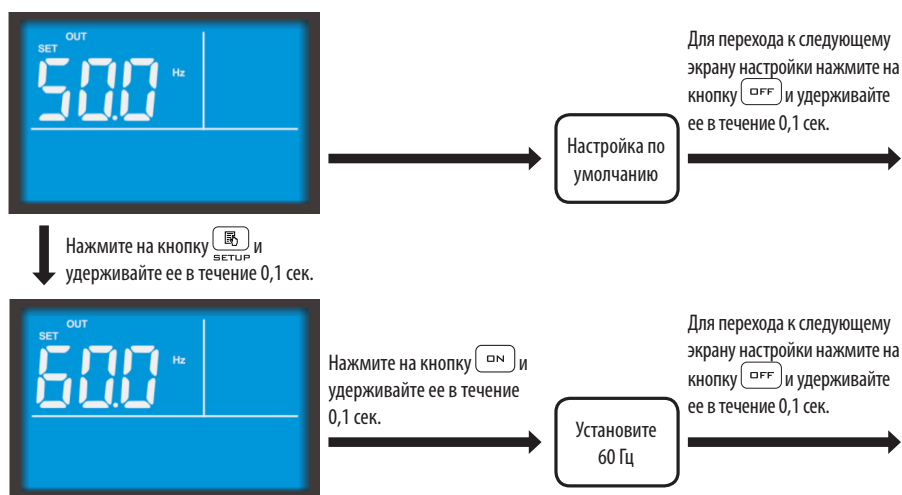 OUT
SET
50.0 Hz
Настройка по
умолчанию
Для перехода к следующему
экрану настройки нажмите на
кнопку OFF и удерживайте
ее в течение 0,1 сек.
Нажмите на кнопку SETUP и
удерживайте ее в течение 0,1 сек.
OUT
SET
60.0 Hz
Нажмите на кнопку ON и
удерживайте ее в течение
0,1 сек.
Установите
60 Гц
Для перехода к следующему
экрану настройки нажмите на
кнопку OFF и удерживайте
ее в течение 0,1 сек.